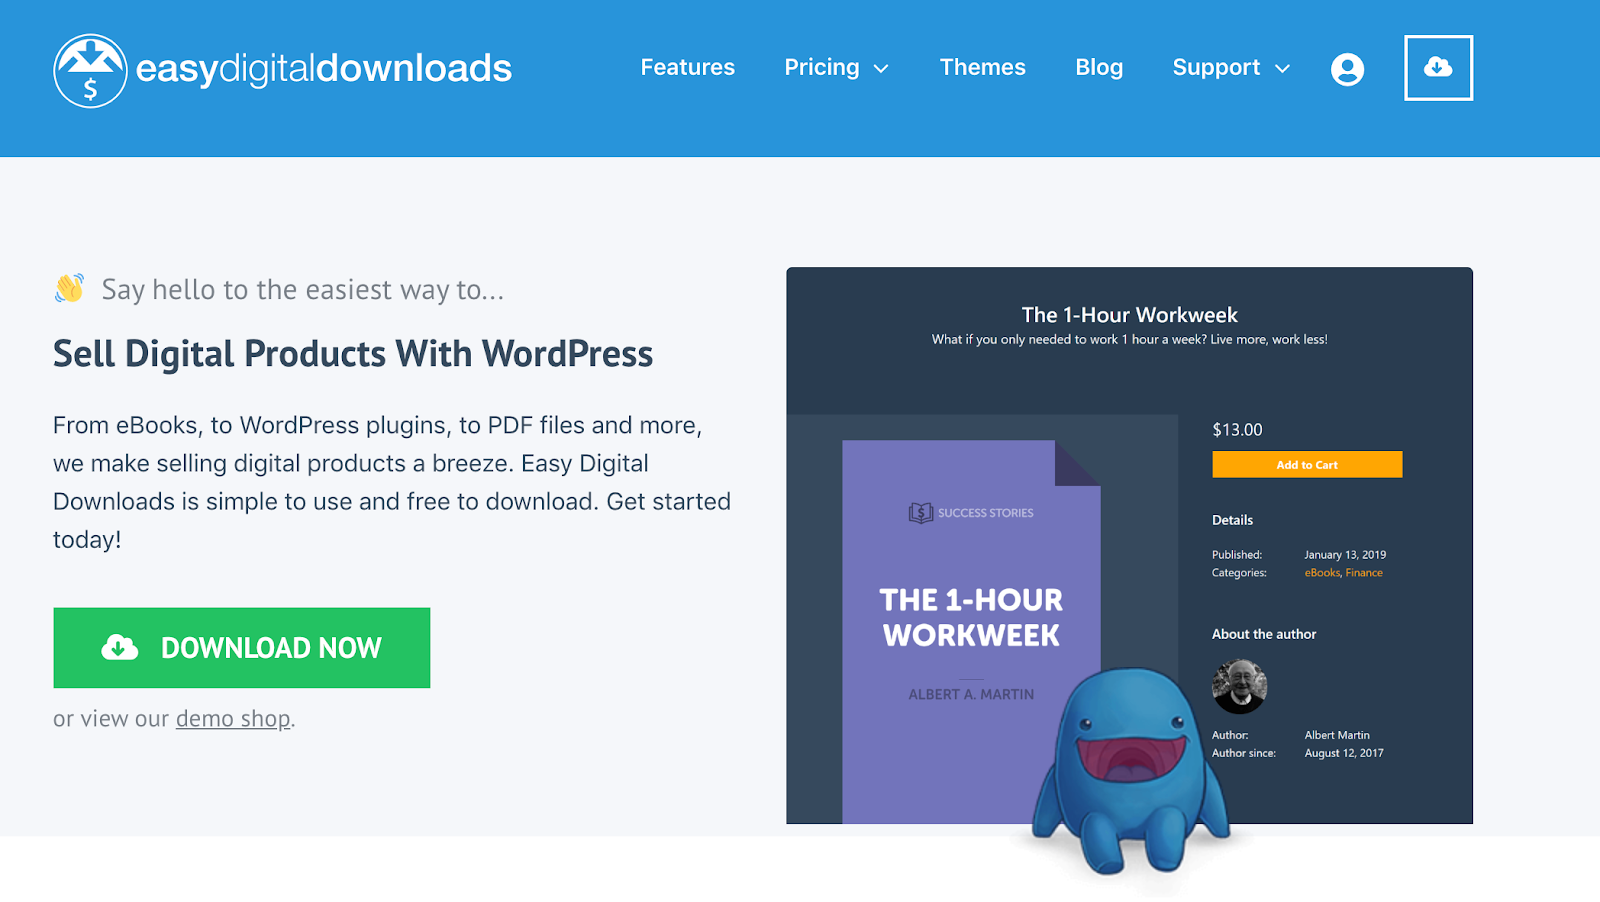 $
easydigitaldownloads
Features
Pricing
Themes
Blog
Support
👋 Say hello to the easiest way to...
Sell Digital Products With WordPress
From eBooks, to WordPress plugins, to PDF files and more,
we make selling digital products a breeze. Easy Digital
Downloads is simple to use and free to download. Get started
today!
DOWNLOAD NOW
or view our demo shop.
The 1-Hour Workweek
What if you only needed to work 1 hour a week? Live more, work less!
$ SUCCESS STORIES
THE 1-HOUR
WORKWEEK
ALBERT A. MARTIN
$13.00
Add to Cart
Details
Published: January 13, 2019
Categories: eBooks, Finance
About the author
Author: Albert Martin
Author since: August 12, 2017